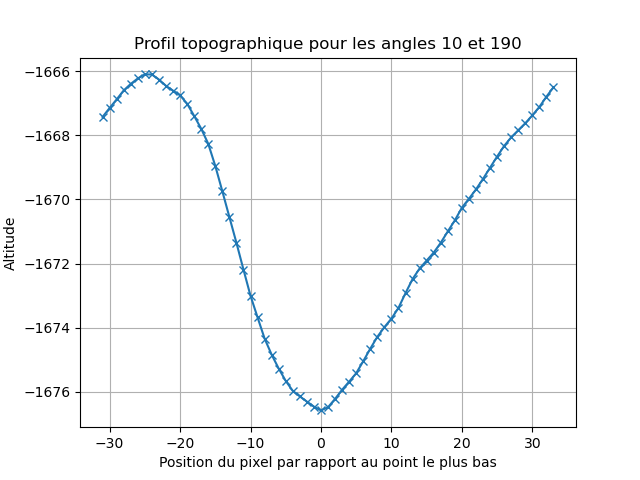 Profil topographique pour les angles 10 et 190
Altitude
−1666
−1668
−1670
−1672
−1674
−1676
−30 −20 −10 0 10 20 30
Position du pixel par rapport au point le plus bas